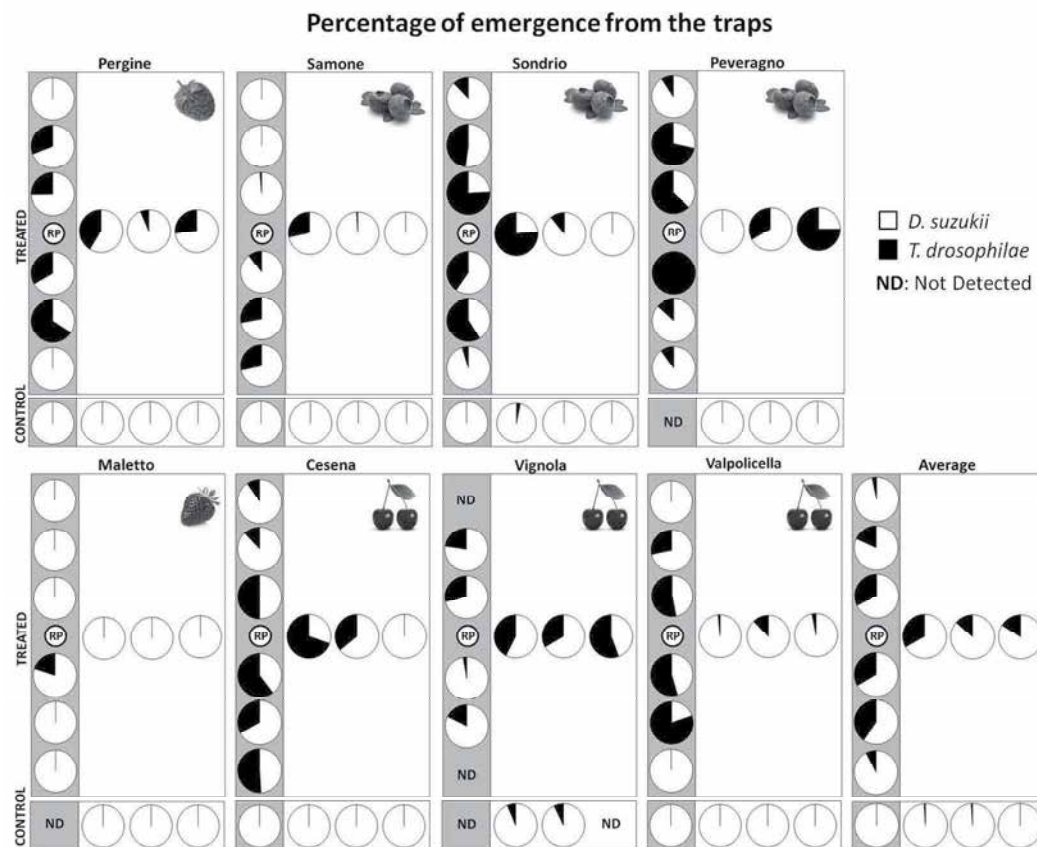 Percentage of emergence from the traps
Pergine
Samone
Sondrio
Peveragno
TREATED
RP
RP
RP
RP
CONTROL
ND
D. suzukii
T. drosophilae
ND: Not Detected
Maletto
Cesena
Vignola
Valpolicella
Average
TREATED
ND
RP
RP
RP
RP
RP
ND
CONTROL
ND
ND
ND